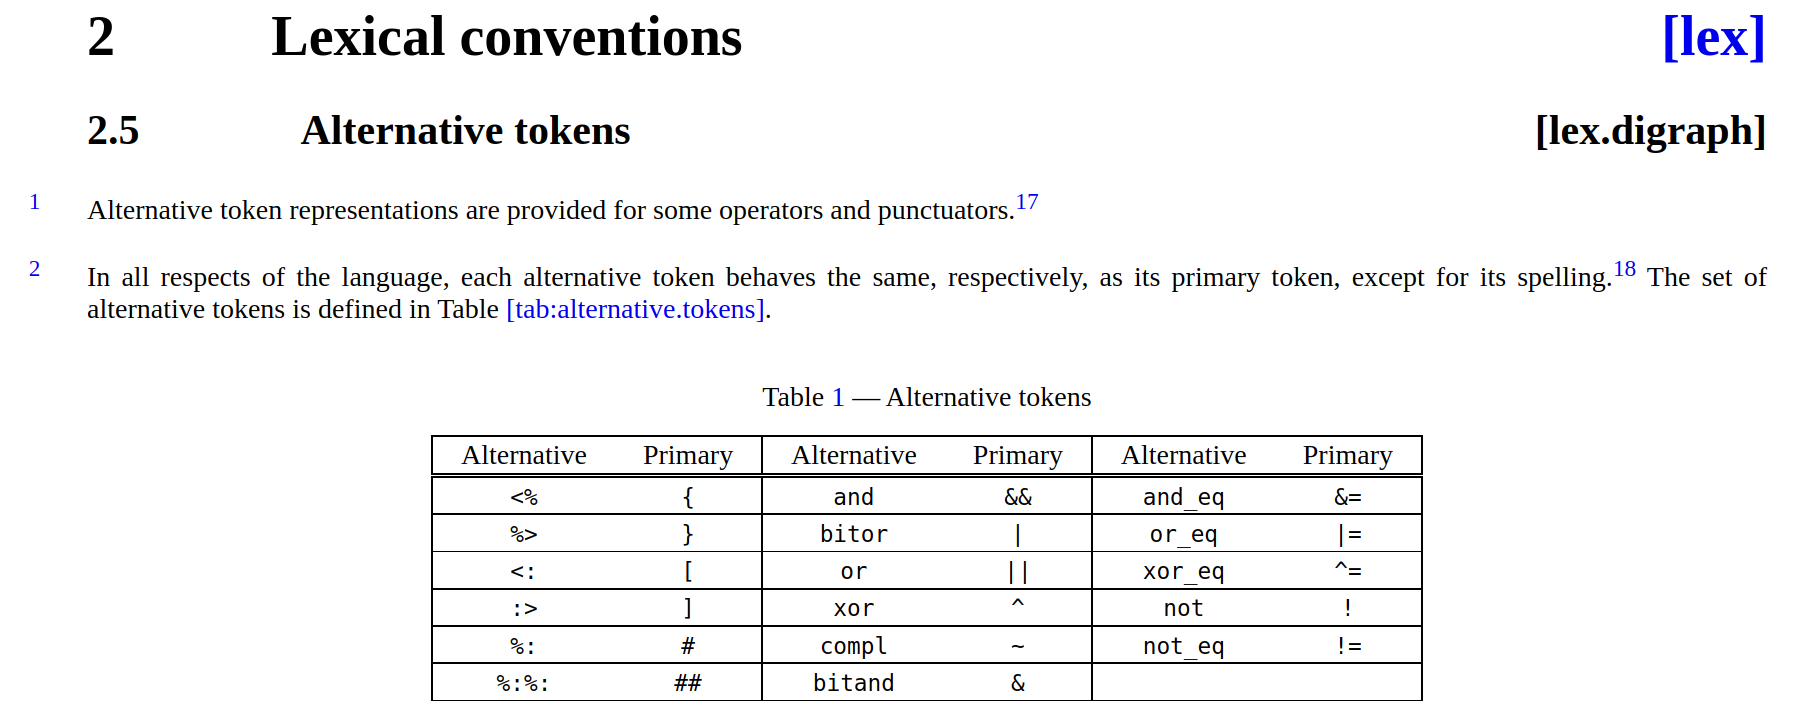 2 Lexical conventions [lex]
2.5 Alternative tokens [lex.digraph]
1 Alternative token representations are provided for some operators and punctuators.17
2 In all respects of the language, each alternative token behaves the same, respectively, as its primary token, except for its spelling.18 The set of
alternative tokens is defined in Table [tab:alternative.tokens].
Table 1 — Alternative tokens
Alternative Primary Alternative Primary Alternative Primary
<% { and && and_eq &=
%> } bitor | or_eq |=
<: [ or || xor_eq ^=
:> ] xor ^ not !
%: # compl ~ not_eq !=
%:%: ## bitand &